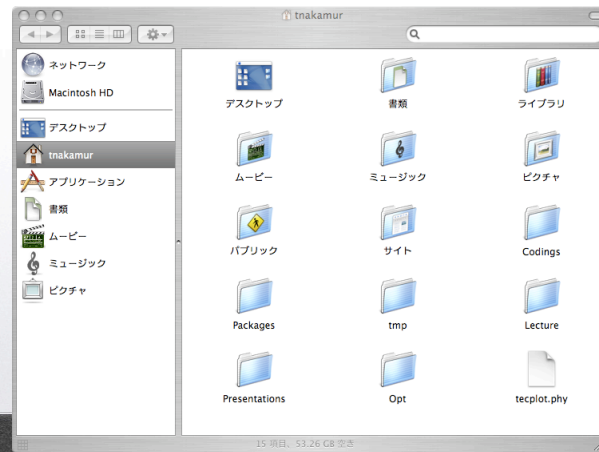 tnakamur
ネットワーク
Macintosh HD
デスクトップ
tnakamur
アプリケーション
書類
ムービー
ミュージック
ピクチャ
デスクトップ
書類
ライブラリ
ムービー
ミュージック
ピクチャ
パブリック
サイト
Codings
Packages
tmp
Lecture
Presentations
Opt
tecplot.phy
15 項目、53.26 GB 空き